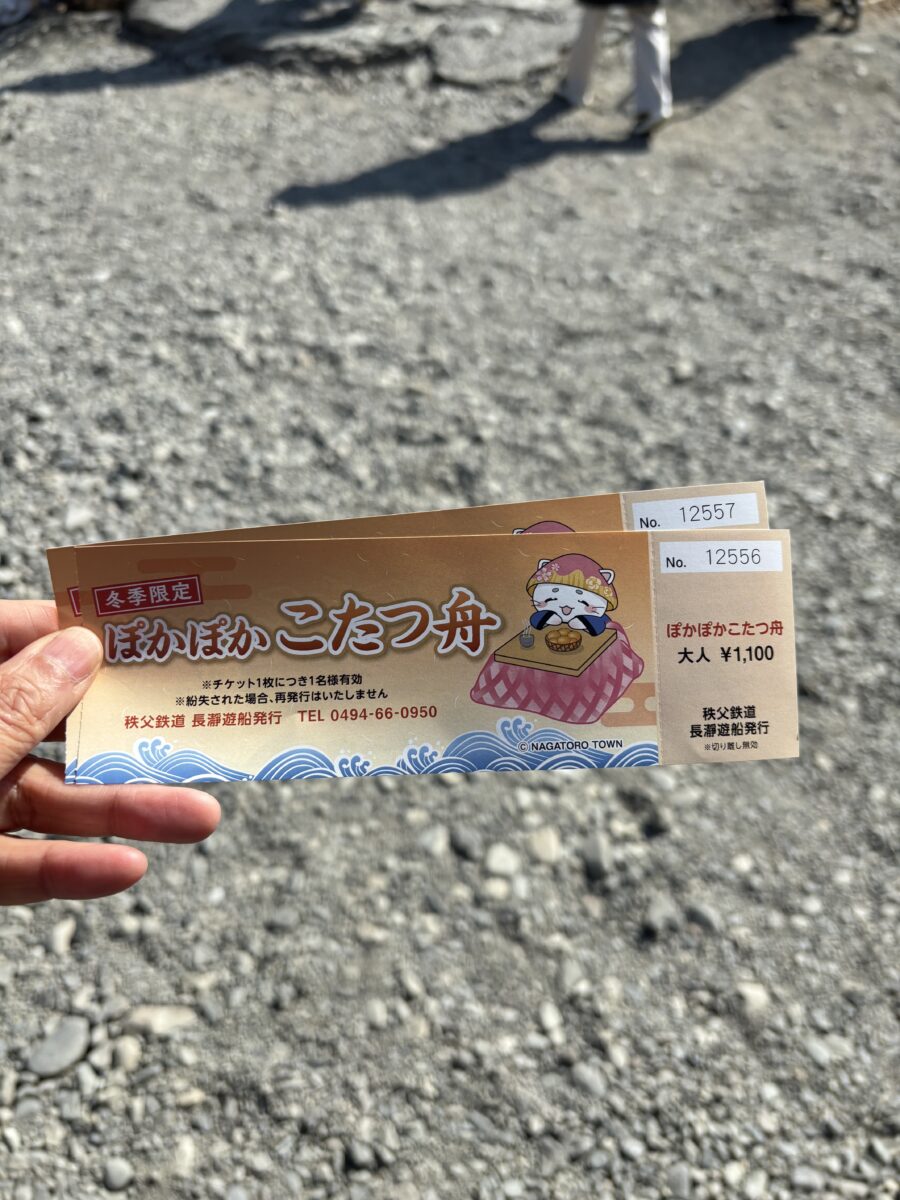 No. 12557
No. 12556
冬季限定
ぽかぽか こたつ舟
※チケット1枚につき1名様有効
※紛失された場合、再発行はいたしません
秩父鉄道 長瀞遊船発行 TEL 0494-66-0950
© NAGATORO TOWN
ぽかぽかこたつ舟
大人 ¥1,100
秩父鉄道
長瀞遊船発行
※切り離し無効